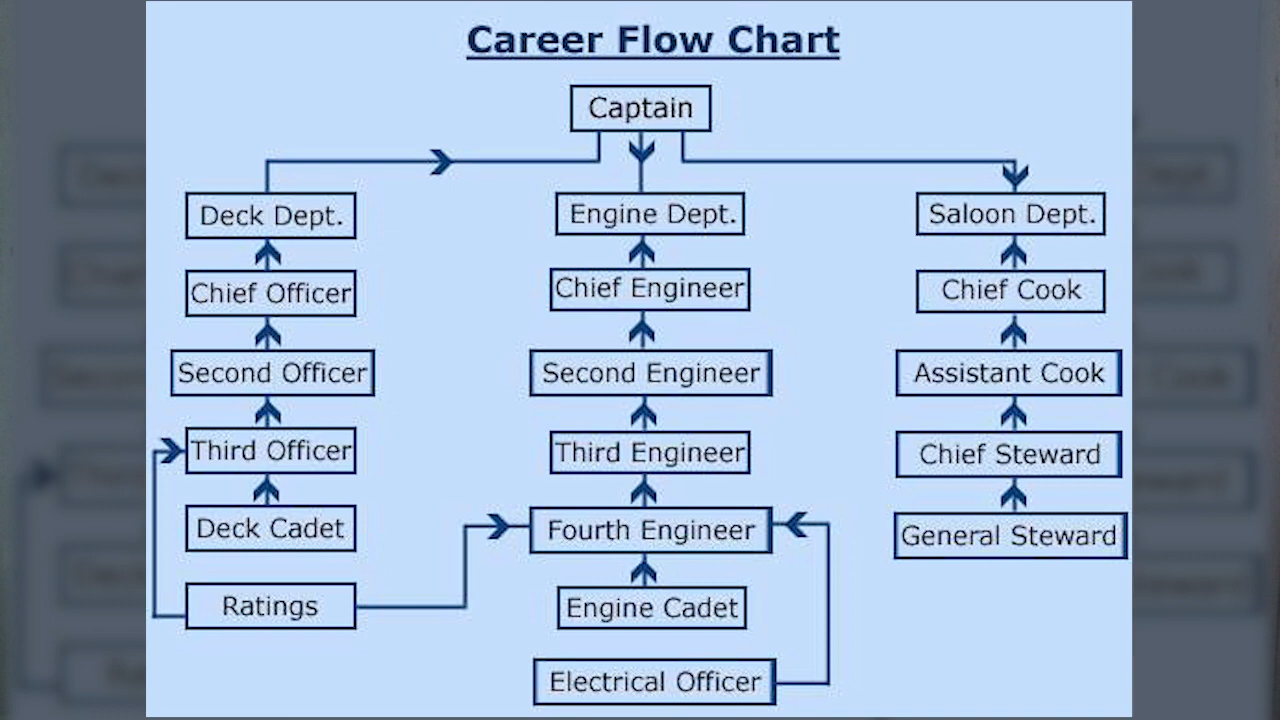 Career Flow Chart
Captain
Deck Dept.
Engine Dept.
Saloon Dept.
Chief Officer
Chief Engineer
Chief Cook
Second Officer
Second Engineer
Assistant Cook
Third Officer
Third Engineer
Chief Steward
Deck Cadet
Fourth Engineer
General Steward
Ratings
Engine Cadet
Electrical Officer